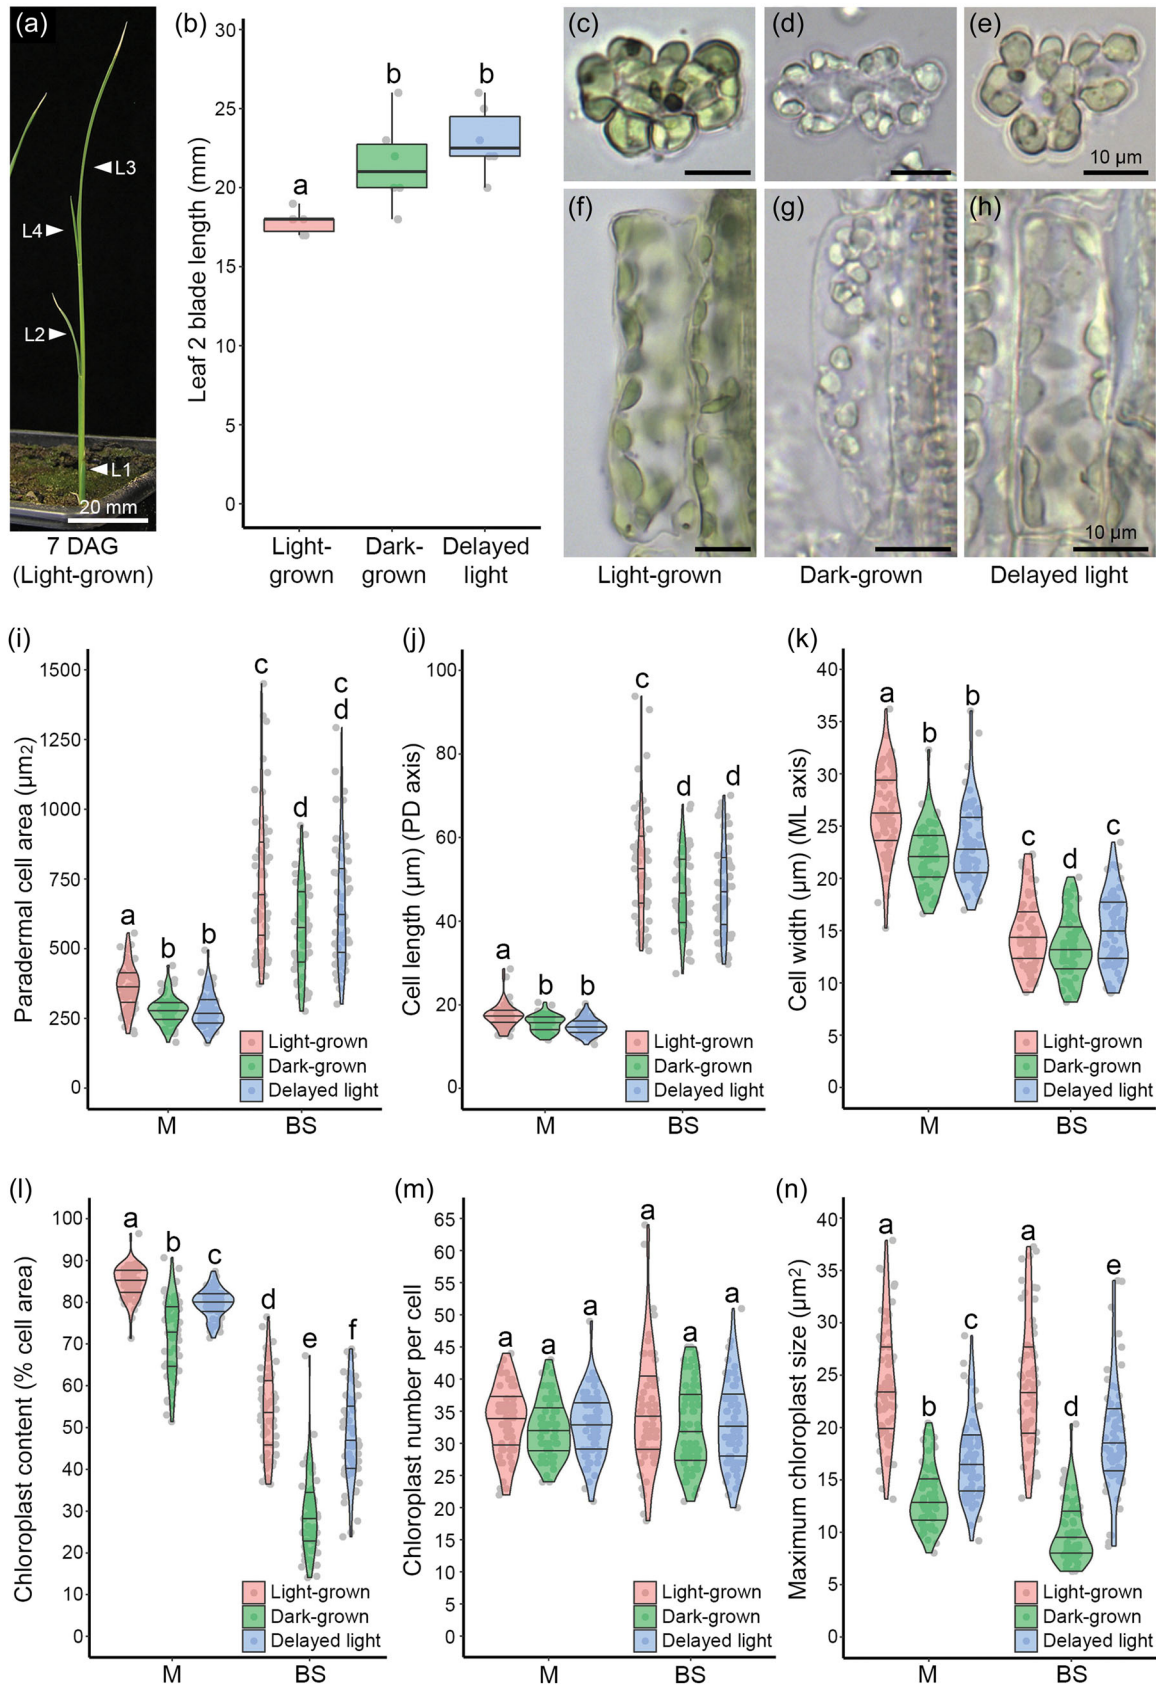 (a)
L3
L4
L2
L1
20 mm
7 DAG
(Light-grown)
(b)
Leaf 2 blade length (mm)
30
25
20
15
10
5
0
a
b
b
Light-
grown
Dark-
grown
Delayed
light
(c)
(d)
(e)
10 µm
(f)
(g)
(h)
10 µm
Light-grown
Dark-grown
Delayed light
(i)
Paradermal cell area (µm2)
1500
1250
1000
750
500
250
0
a
b
b
c
d
c
d
Light-grown
Dark-grown
Delayed light
M
BS
(j)
Cell length (µm) (PD axis)
100
80
60
40
20
0
a
b
b
c
d
d
Light-grown
Dark-grown
Delayed light
M
BS
(k)
Cell width (µm) (ML axis)
40
35
30
25
20
15
10
5
0
a
b
b
c
d
c
Light-grown
Dark-grown
Delayed light
M
BS
(l)
Chloroplast content (% cell area)
100
90
80
70
60
50
40
30
20
10
0
a
b
c
d
e
f
Light-grown
Dark-grown
Delayed light
M
BS
(m)
Chloroplast number per cell
65
60
55
50
45
40
35
30
25
20
15
10
5
0
a
a
a
a
a
a
Light-grown
Dark-grown
Delayed light
M
BS
(n)
Maximum chloroplast size (µm2)
40
35
30
25
20
15
10
5
0
a
b
c
a
d
e
Light-grown
Dark-grown
Delayed light
M
BS